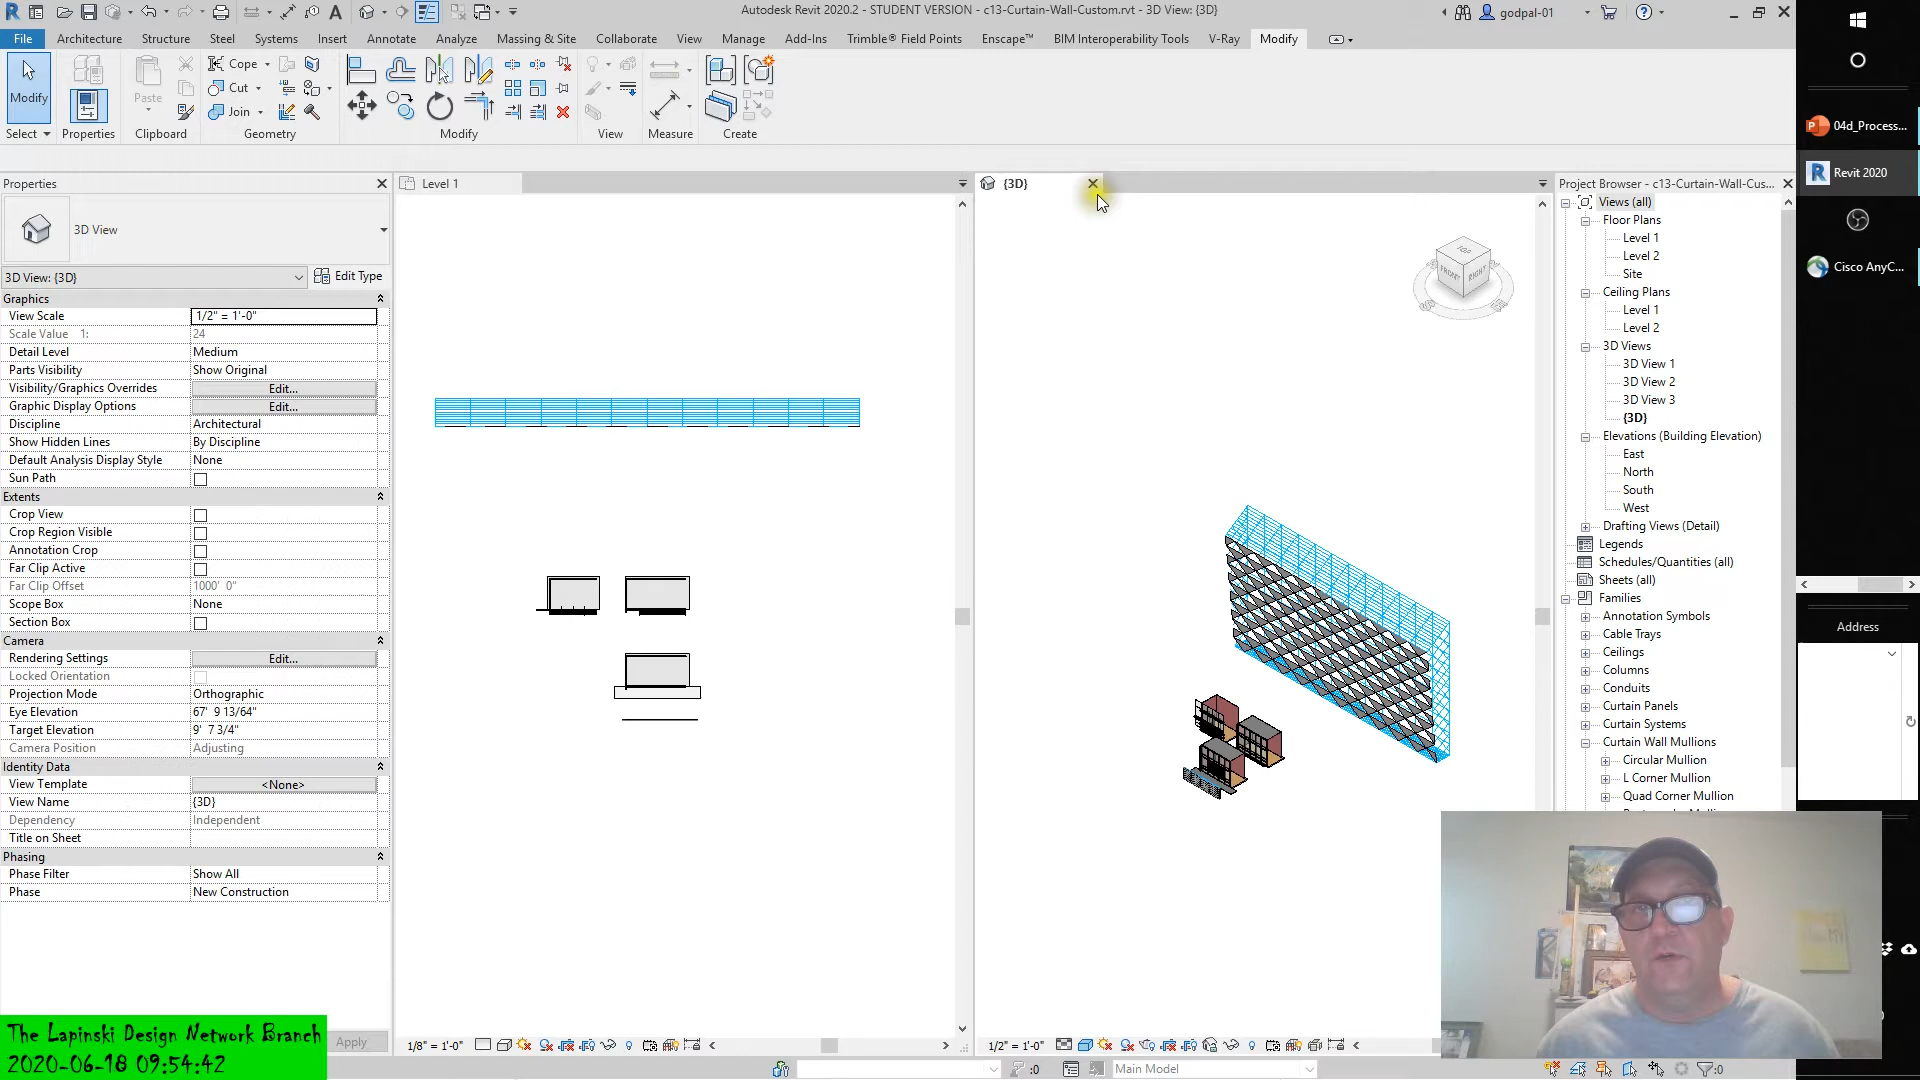 Autodesk Revit 2020.2 - STUDENT VERSION - c13-Curtain-Wall-Custom.rvt - 3D View: {3D}
godpal-01
File Architecture Structure Steel Systems Insert Annotate Analyze Massing & Site Collaborate View Manage Add-Ins Trimble® Field Points Enscape™ BIM Interoperability Tools V-Ray Modify
Modify Paste Cope Cut Join
Select Properties Clipboard Geometry Modify View Measure Create
Properties
3D View
3D View: {3D} Edit Type
Graphics
View Scale 1/2" = 1'-0"
Scale Value 1: 24
Detail Level Medium
Parts Visibility Show Original
Visibility/Graphics Overrides Edit...
Graphic Display Options Edit...
Discipline Architectural
Show Hidden Lines By Discipline
Default Analysis Display Style None
Sun Path
Extents
Crop View
Crop Region Visible
Annotation Crop
Far Clip Active
Far Clip Offset 1000' 0"
Scope Box None
Section Box
Camera
Rendering Settings Edit...
Locked Orientation
Projection Mode Orthographic
Eye Elevation 67' 9 13/64"
Target Elevation 9' 7 3/4"
Camera Position Adjusting
Identity Data
View Template <None>
View Name {3D}
Dependency Independent
Title on Sheet
Phasing
Phase Filter Show All
Phase New Construction
Apply
The Lapinski Design Network Branch
2020-06-18 09:54:42
Level 1
1/8" = 1'-0"
{3D}
TOP
FRONT RIGHT
1/2" = 1'-0"
:0 Main Model :0
Project Browser - c13-Curtain-Wall-Cus...
Views (all)
Floor Plans
Level 1
Level 2
Site
Ceiling Plans
Level 1
Level 2
3D Views
3D View 1
3D View 2
3D View 3
{3D}
Elevations (Building Elevation)
East
North
South
West
Drafting Views (Detail)
Legends
Schedules/Quantities (all)
Sheets (all)
Families
Annotation Symbols
Cable Trays
Ceilings
Columns
Conduits
Curtain Panels
Curtain Systems
Curtain Wall Mullions
Circular Mullion
L Corner Mullion
Quad Corner Mullion
04d_Process...
Revit 2020
Cisco AnyC...
Address